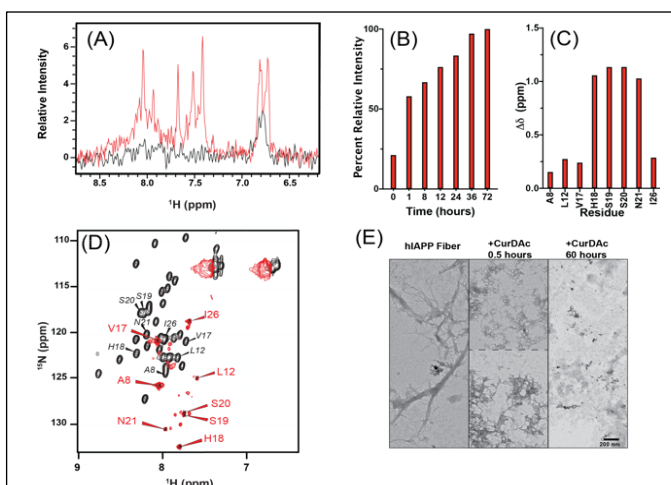 (A)
Relative Intensity
6
4
2
0
8.5
8.0
7.5
7.0
6.5
¹H (ppm)
(B)
Percent Relative Intensity
100
50
0
0
1
8
12
24
36
72
Time (hours)
(C)
Δδ (ppm)
1.5
1.0
0.5
0.0
A8
L12
V17
H18
S19
S20
N21
I26
Residue
(D)
¹⁵N (ppm)
110
115
120
125
130
S20
S19
V17
N21
H18
A8
I26
V17
L12
A8
I26
L12
S20
S19
N21
H18
9
8
7
¹H (ppm)
(E)
hIAPP Fiber
+CurDAc
0.5 hours
+CurDAc
60 hours
200 nm